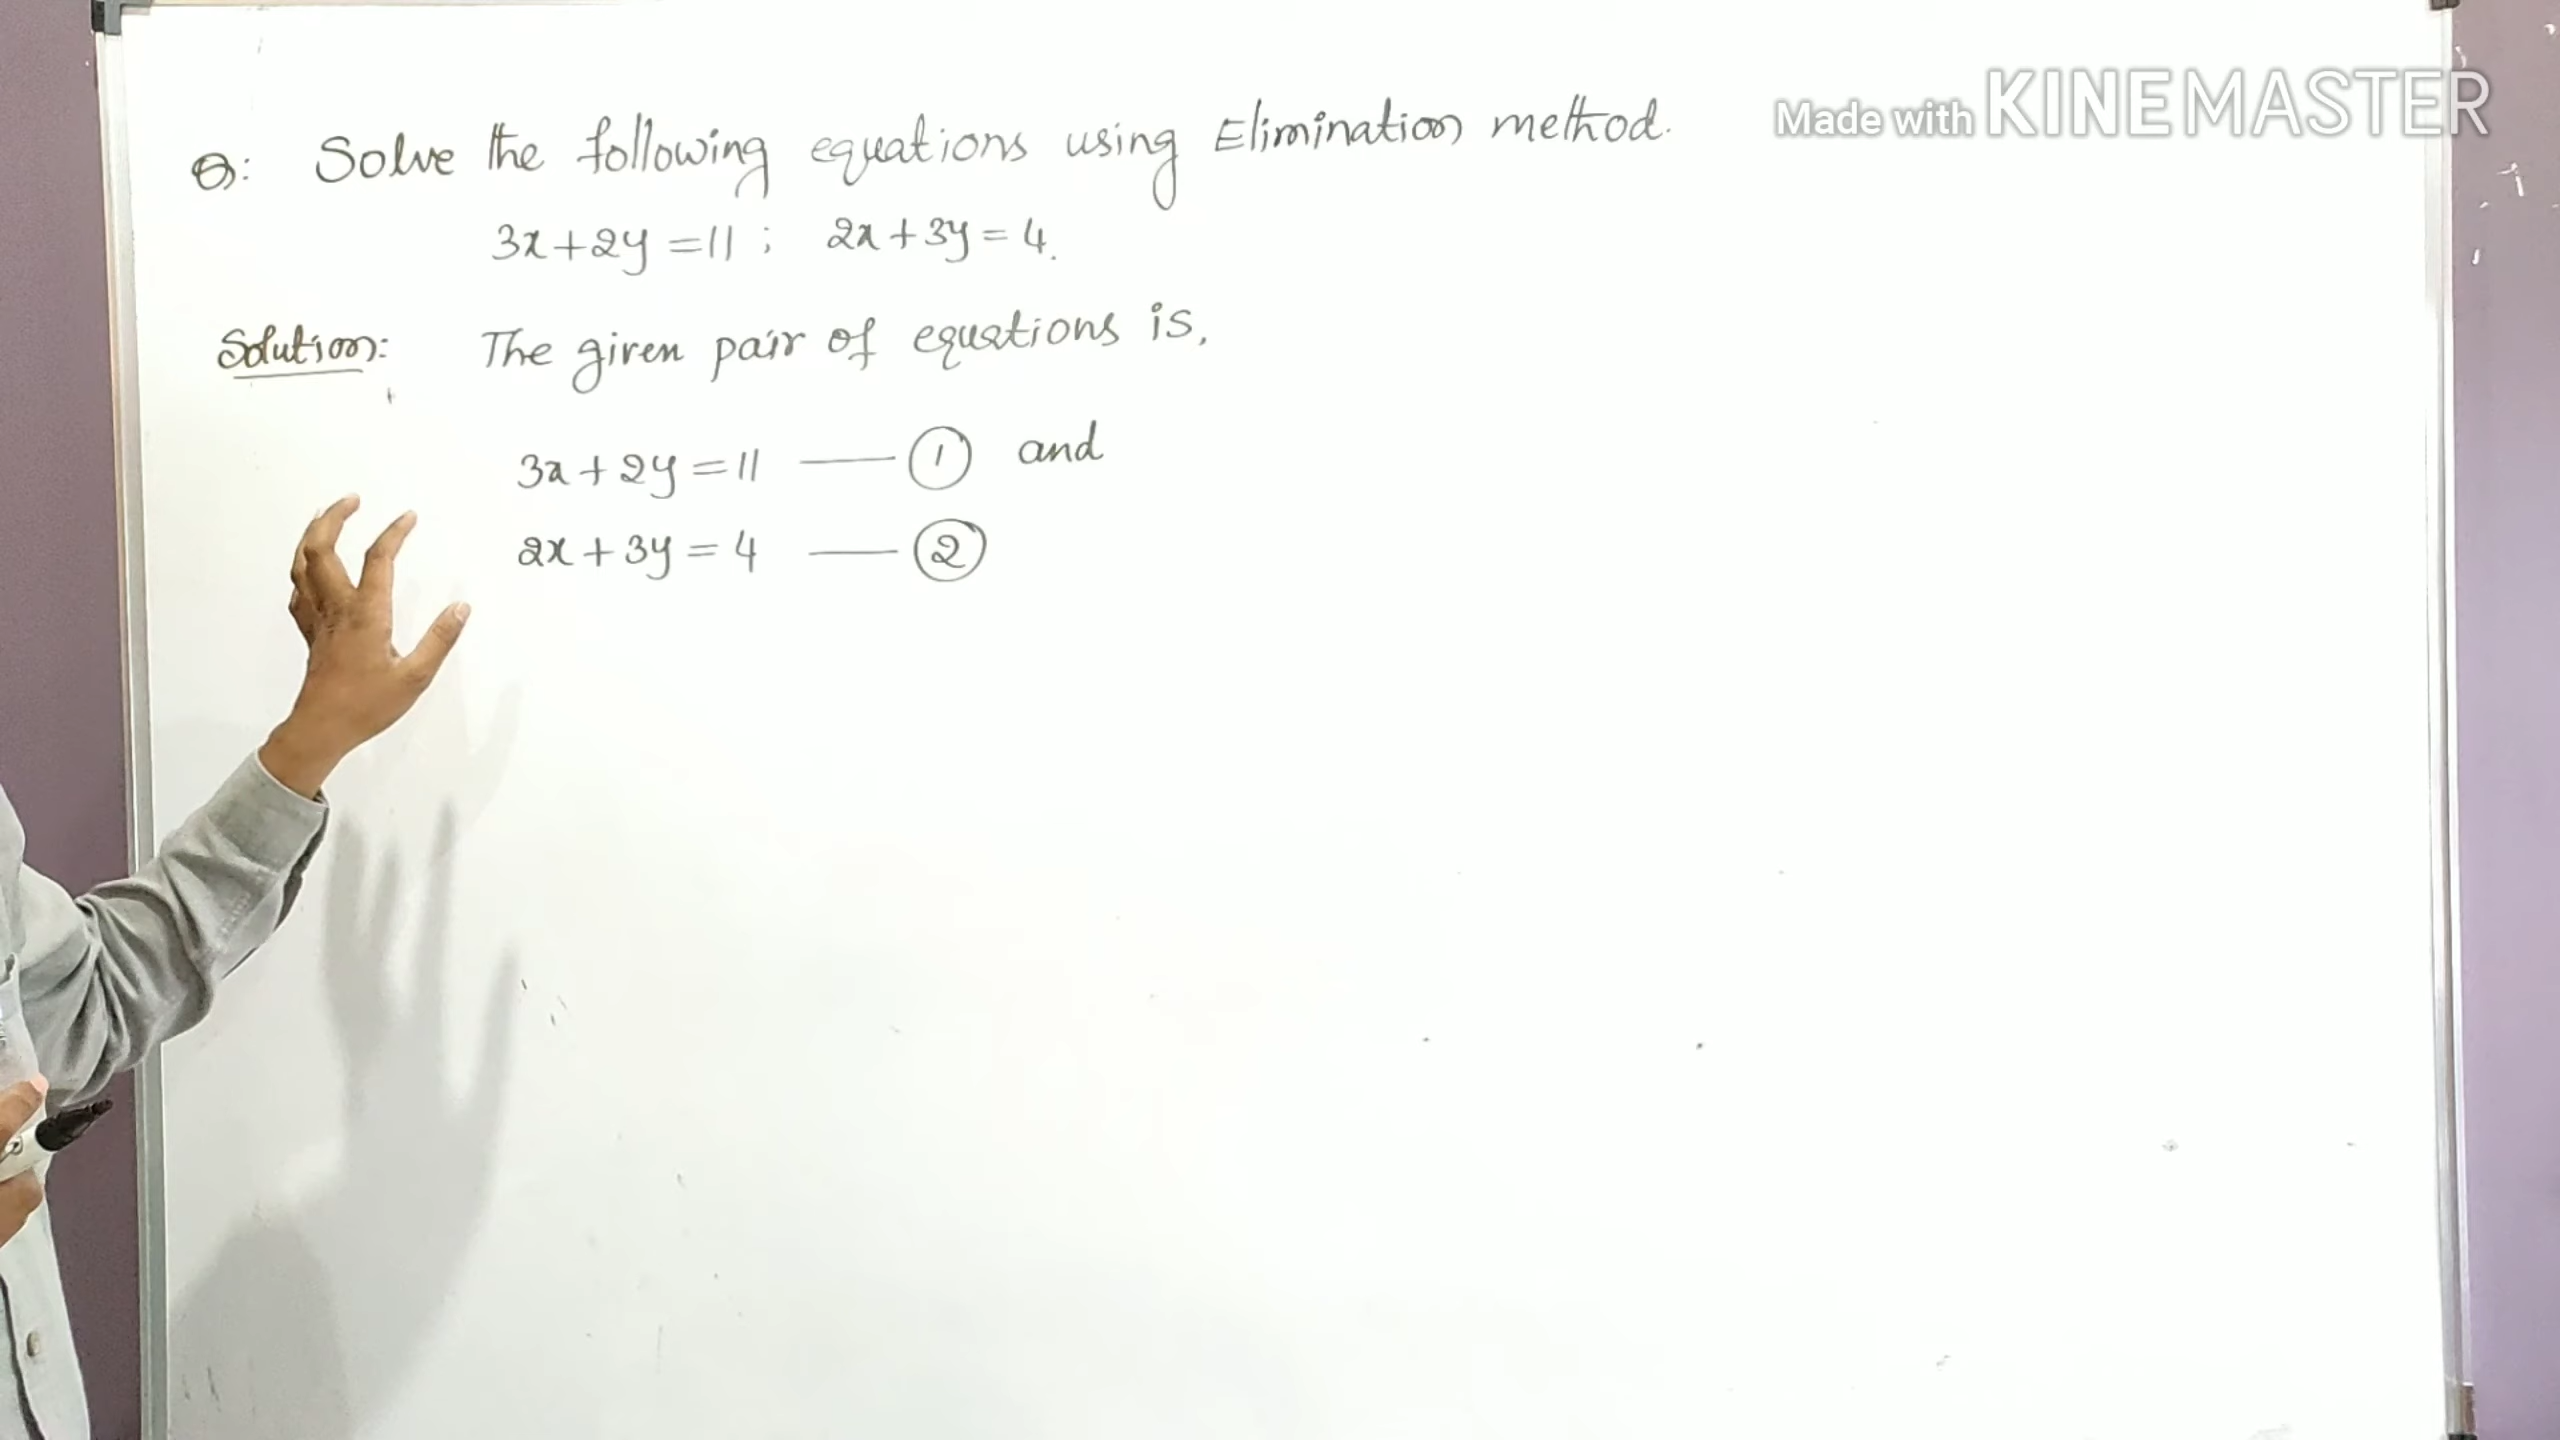 Made with KINEMASTER
Q: Solve the following equations using Elimination method.
3x+2y=11; 2x+3y=4.
Solution: The given pair of equations is,
3x+2y=11 —— ① and
2x+3y=4 —— ②